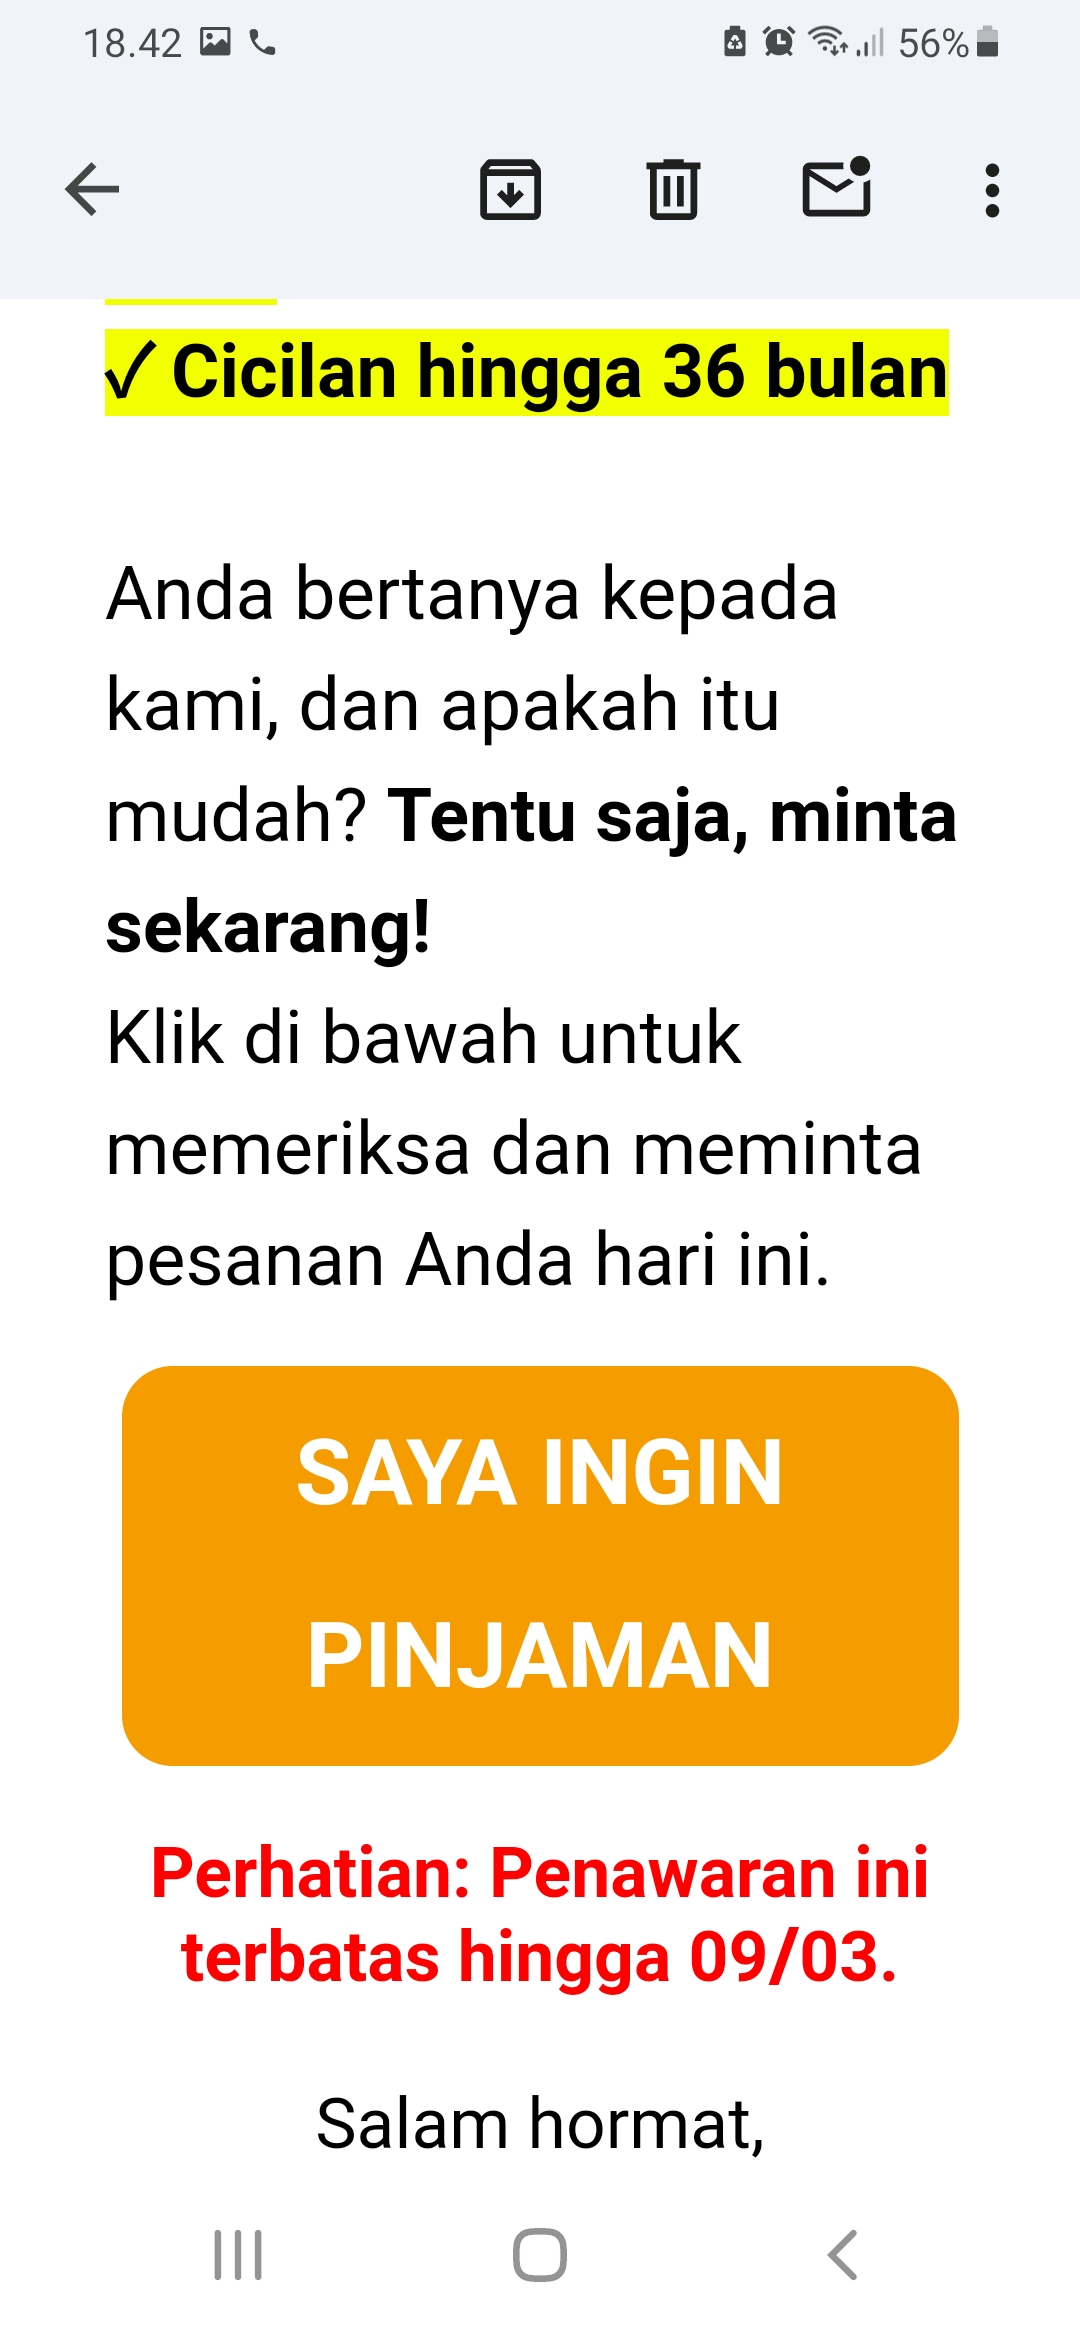 18.42
56%
✓ Cicilan hingga 36 bulan
Anda bertanya kepada
kami, dan apakah itu
mudah? Tentu saja, minta
sekarang!
Klik di bawah untuk
memeriksa dan meminta
pesanan Anda hari ini.
SAYA INGIN
PINJAMAN
Perhatian: Penawaran ini
terbatas hingga 09/03.
Salam hormat,